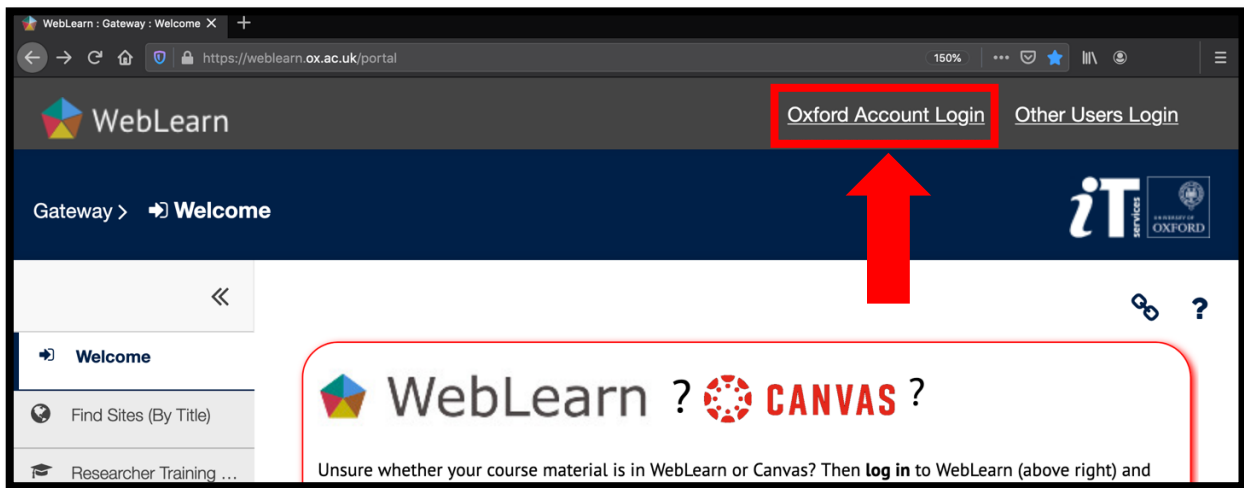 WebLearn : Gateway : Welcome
https://weblearn.ox.ac.uk/portal
150%
WebLearn
Oxford Account Login
Other Users Login
Gateway > Welcome
iT services
UNIVERSITY OF
OXFORD
?
Welcome
WebLearn ? CANVAS ?
Find Sites (By Title)
Researcher Training ...
Unsure whether your course material is in WebLearn or Canvas? Then log in to WebLearn (above right) and